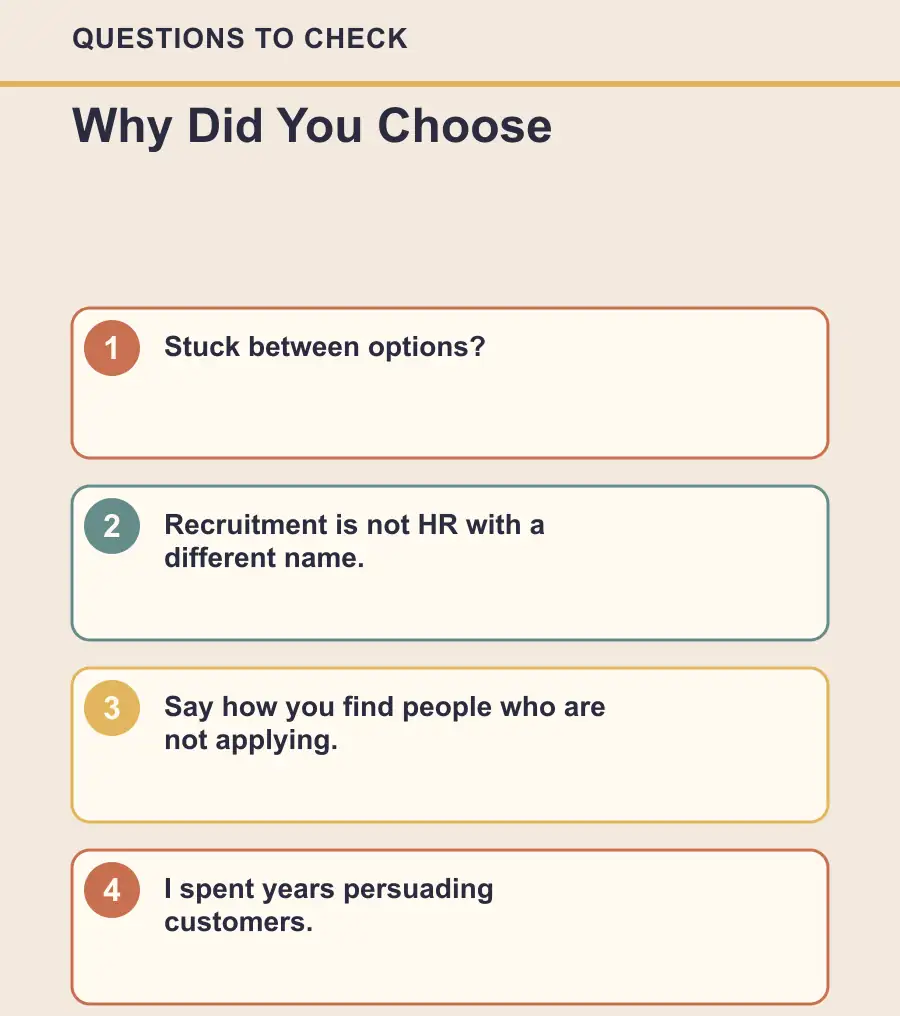 QUESTIONS TO CHECK
Why Did You Choose
1
Stuck between options?
2
Recruitment is not HR with a
different name.
3
Say how you find people who are
not applying.
4
I spent years persuading
customers.